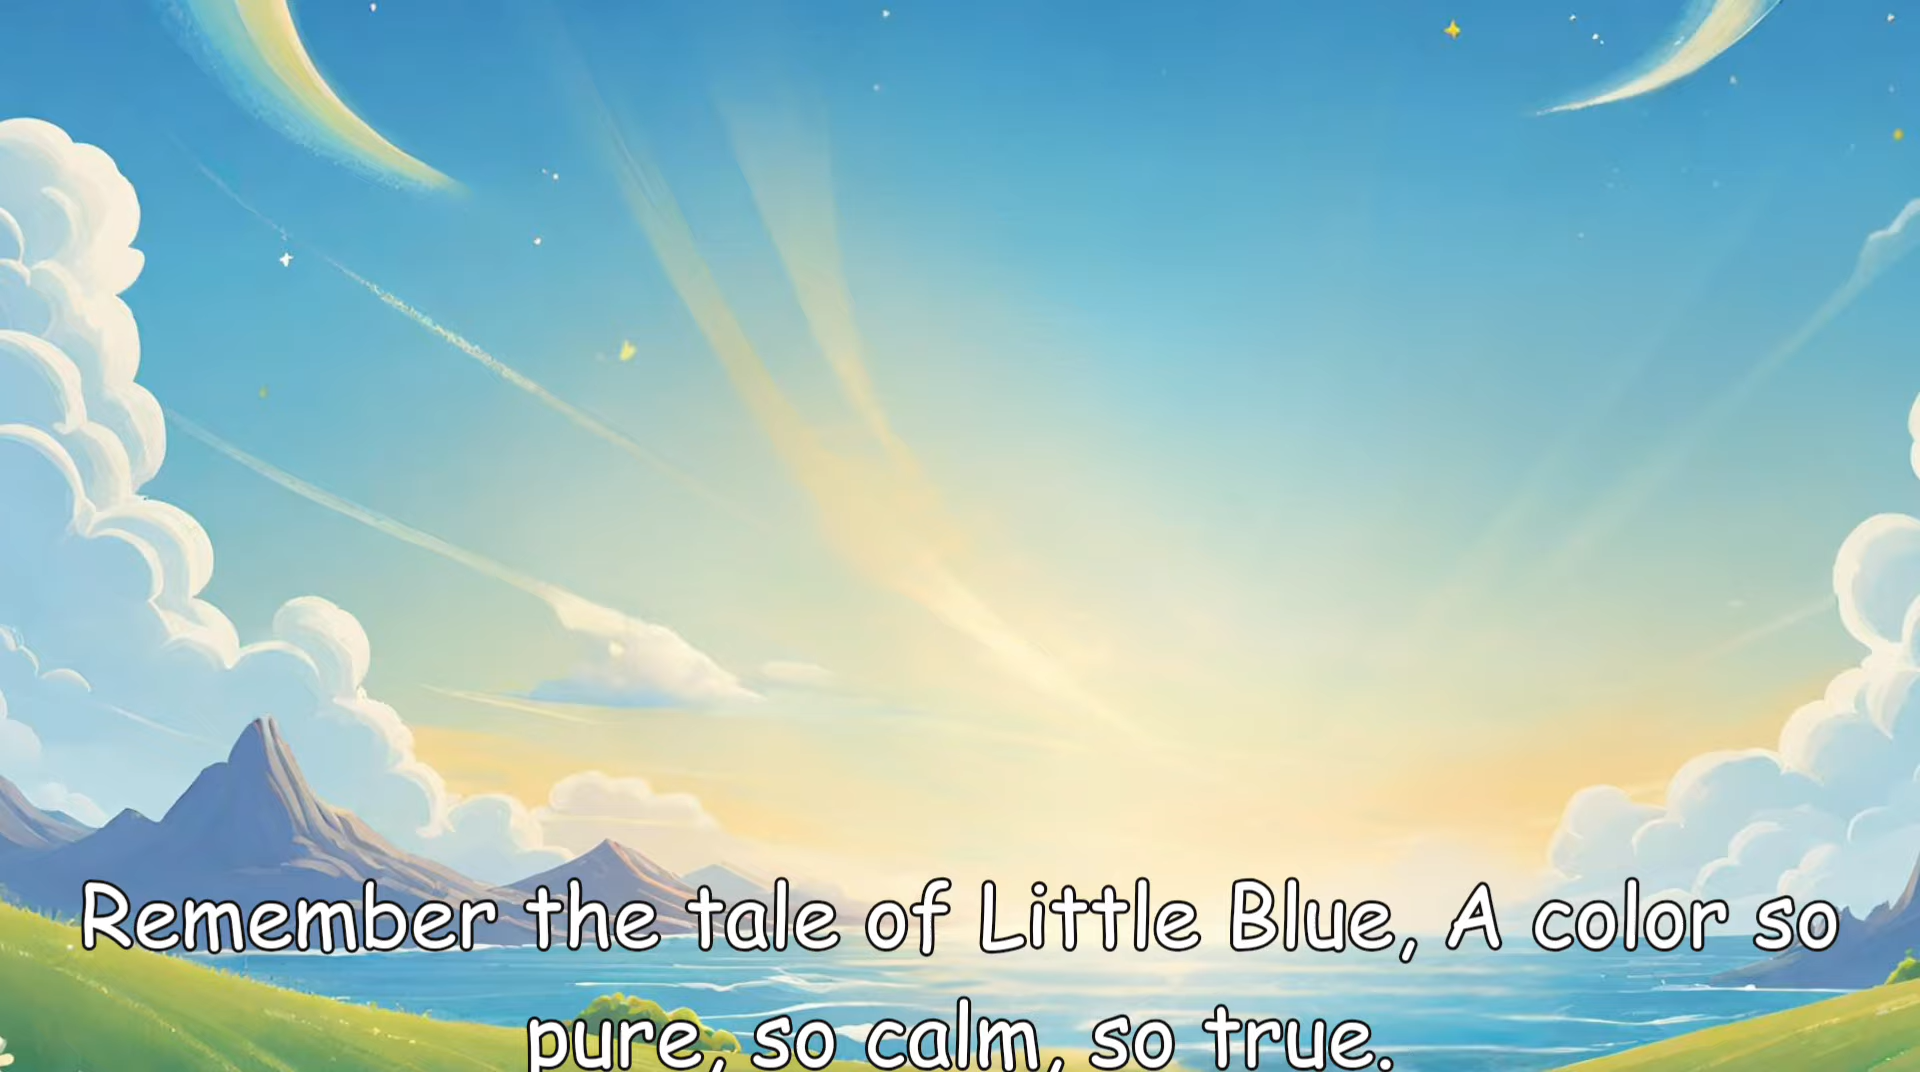 Remember the tale of Little Blue, A color so
pure, so calm, so true.